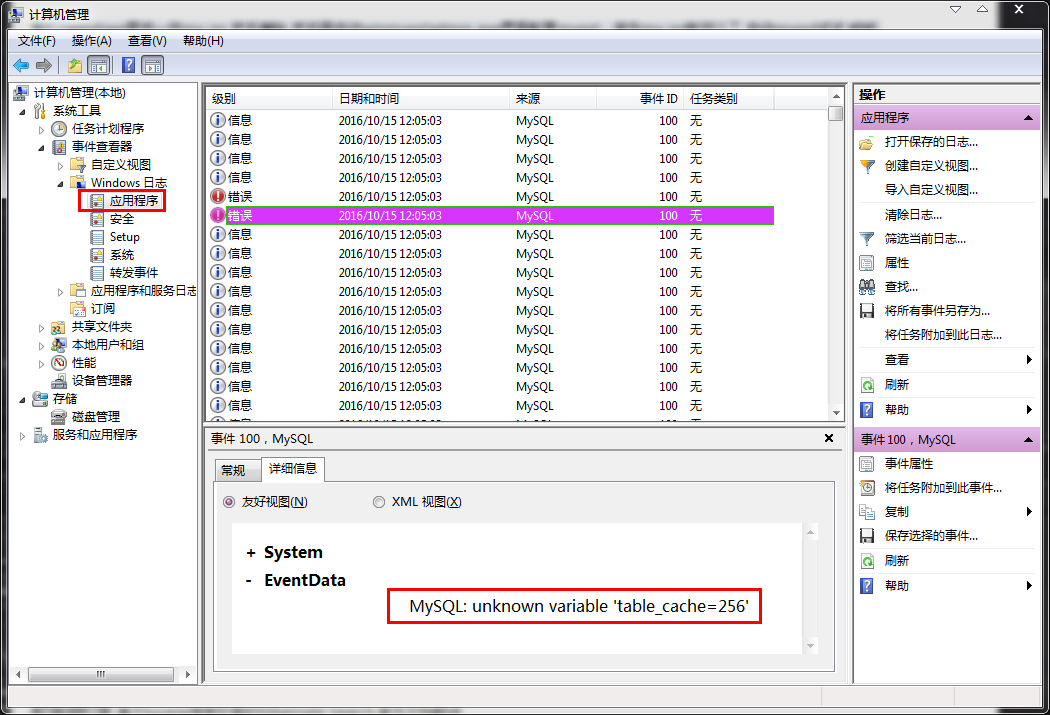 计算机管理
文件(F) 操作(A) 查看(V) 帮助(H)
计算机管理(本地)
系统工具
任务计划程序
事件查看器
自定义视图
Windows 日志
应用程序
安全
Setup
系统
转发事件
应用程序和服务日志
订阅
共享文件夹
本地用户和组
性能
设备管理器
存储
磁盘管理
服务和应用程序
级别 日期和时间 来源 事件 ID 任务类别
信息 2016/10/15 12:05:03 MySQL 100 无
信息 2016/10/15 12:05:03 MySQL 100 无
信息 2016/10/15 12:05:03 MySQL 100 无
信息 2016/10/15 12:05:03 MySQL 100 无
错误 2016/10/15 12:05:03 MySQL 100 无
错误 2016/10/15 12:05:03 MySQL 100 无
信息 2016/10/15 12:05:03 MySQL 100 无
信息 2016/10/15 12:05:03 MySQL 100 无
信息 2016/10/15 12:05:03 MySQL 100 无
信息 2016/10/15 12:05:03 MySQL 100 无
信息 2016/10/15 12:05:03 MySQL 100 无
信息 2016/10/15 12:05:03 MySQL 100 无
信息 2016/10/15 12:05:03 MySQL 100 无
信息 2016/10/15 12:05:03 MySQL 100 无
信息 2016/10/15 12:05:03 MySQL 100 无
信息 2016/10/15 12:05:03 MySQL 100 无
事件 100，MySQL
常规 详细信息
友好视图(N) XML 视图(X)
+ System
- EventData
MySQL: unknown variable 'table_cache=256'
操作
应用程序
打开保存的日志...
创建自定义视图...
导入自定义视图...
清除日志...
筛选当前日志...
属性
查找...
将所有事件另存为...
将任务附加到此日志...
查看
刷新
帮助
事件 100，MySQL
事件属性
将任务附加到此事件...
复制
保存选择的事件...
刷新
帮助